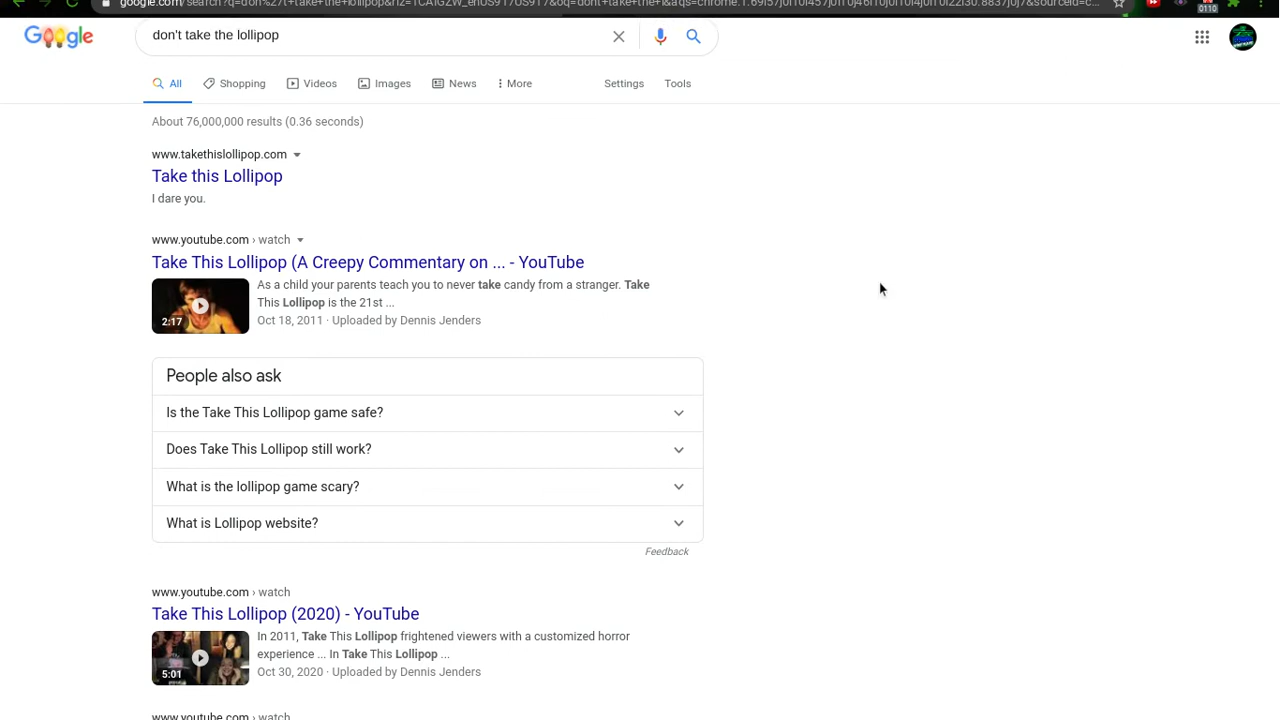 don't take the lollipop
All Shopping Videos Images News More Settings Tools
About 76,000,000 results (0.36 seconds)
www.takethislollipop.com
Take this Lollipop
I dare you.
www.youtube.com › watch
Take This Lollipop (A Creepy Commentary on ... - YouTube
As a child your parents teach you to never take candy from a stranger. Take
This Lollipop is the 21st ...
2:17
Oct 18, 2011 · Uploaded by Dennis Jenders
People also ask
Is the Take This Lollipop game safe?
Does Take This Lollipop still work?
What is the lollipop game scary?
What is Lollipop website?
Feedback
www.youtube.com › watch
Take This Lollipop (2020) - YouTube
In 2011, Take This Lollipop frightened viewers with a customized horror
experience ... In Take This Lollipop ...
5:01
Oct 30, 2020 · Uploaded by Dennis Jenders
www.youtube.com › watch